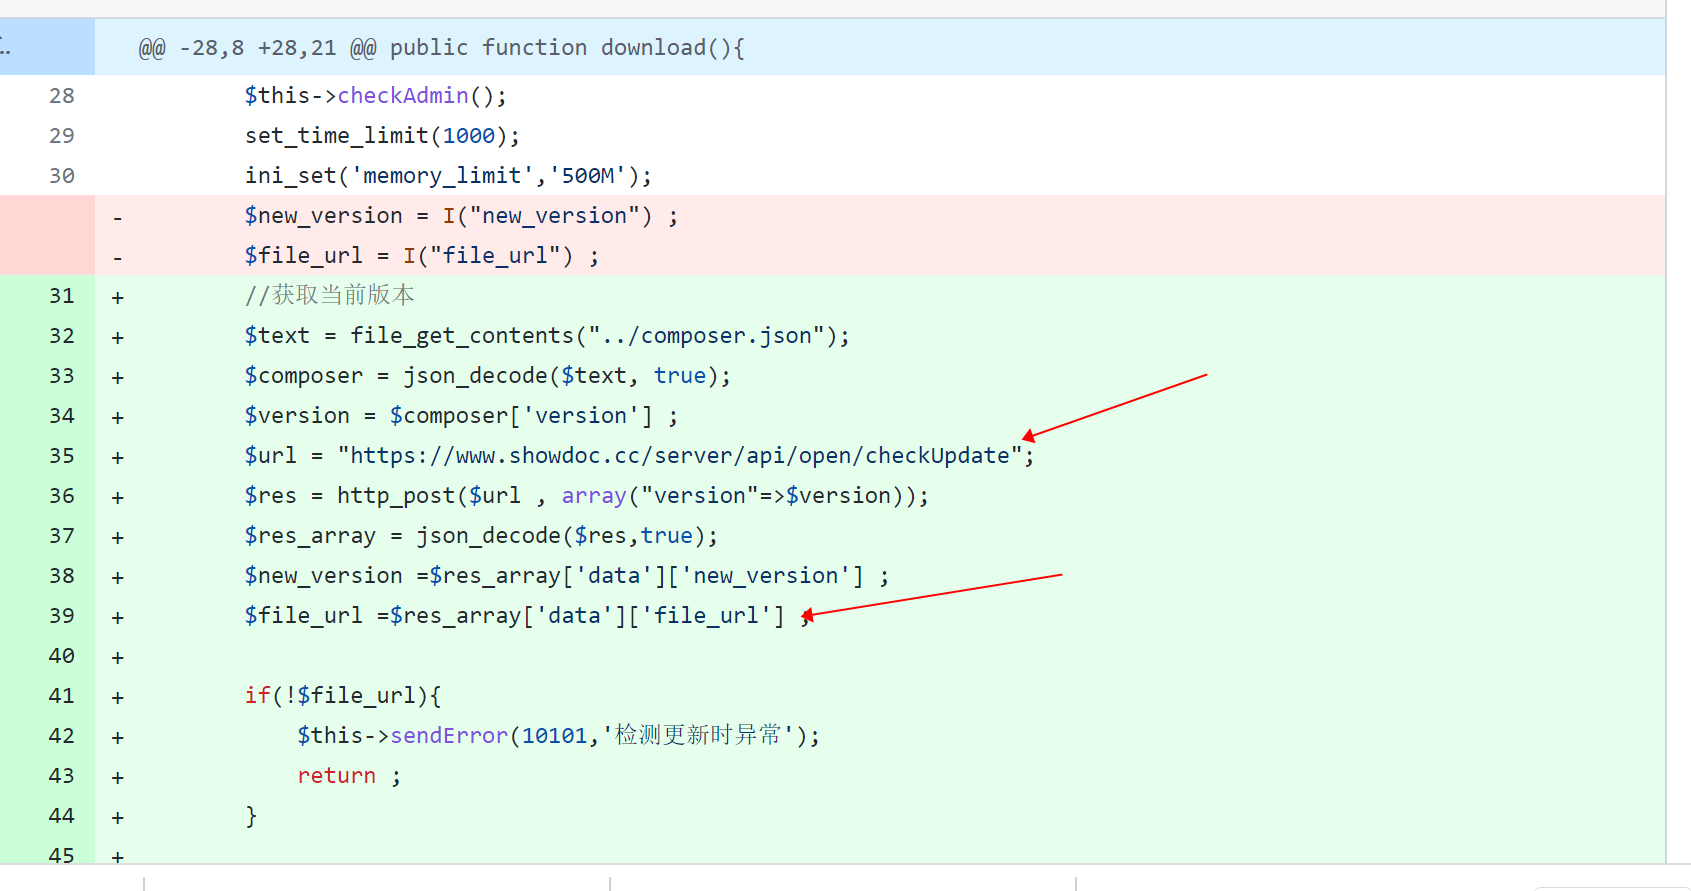 @@ -28,8 +28,21 @@ public function download(){
28 $this->checkAdmin();
29 set_time_limit(1000);
30 ini_set('memory_limit','500M');
- $new_version = I("new_version") ;
- $file_url = I("file_url") ;
31 + //获取当前版本
32 + $text = file_get_contents("../composer.json");
33 + $composer = json_decode($text, true);
34 + $version = $composer['version'] ;
35 + $url = "https://www.showdoc.cc/server/api/open/checkUpdate";
36 + $res = http_post($url , array("version"=>$version));
37 + $res_array = json_decode($res,true);
38 + $new_version =$res_array['data']['new_version'] ;
39 + $file_url =$res_array['data']['file_url'] ;
40 +
41 + if(!$file_url){
42 + $this->sendError(10101,'检测更新时异常');
43 + return ;
44 + }
45 +